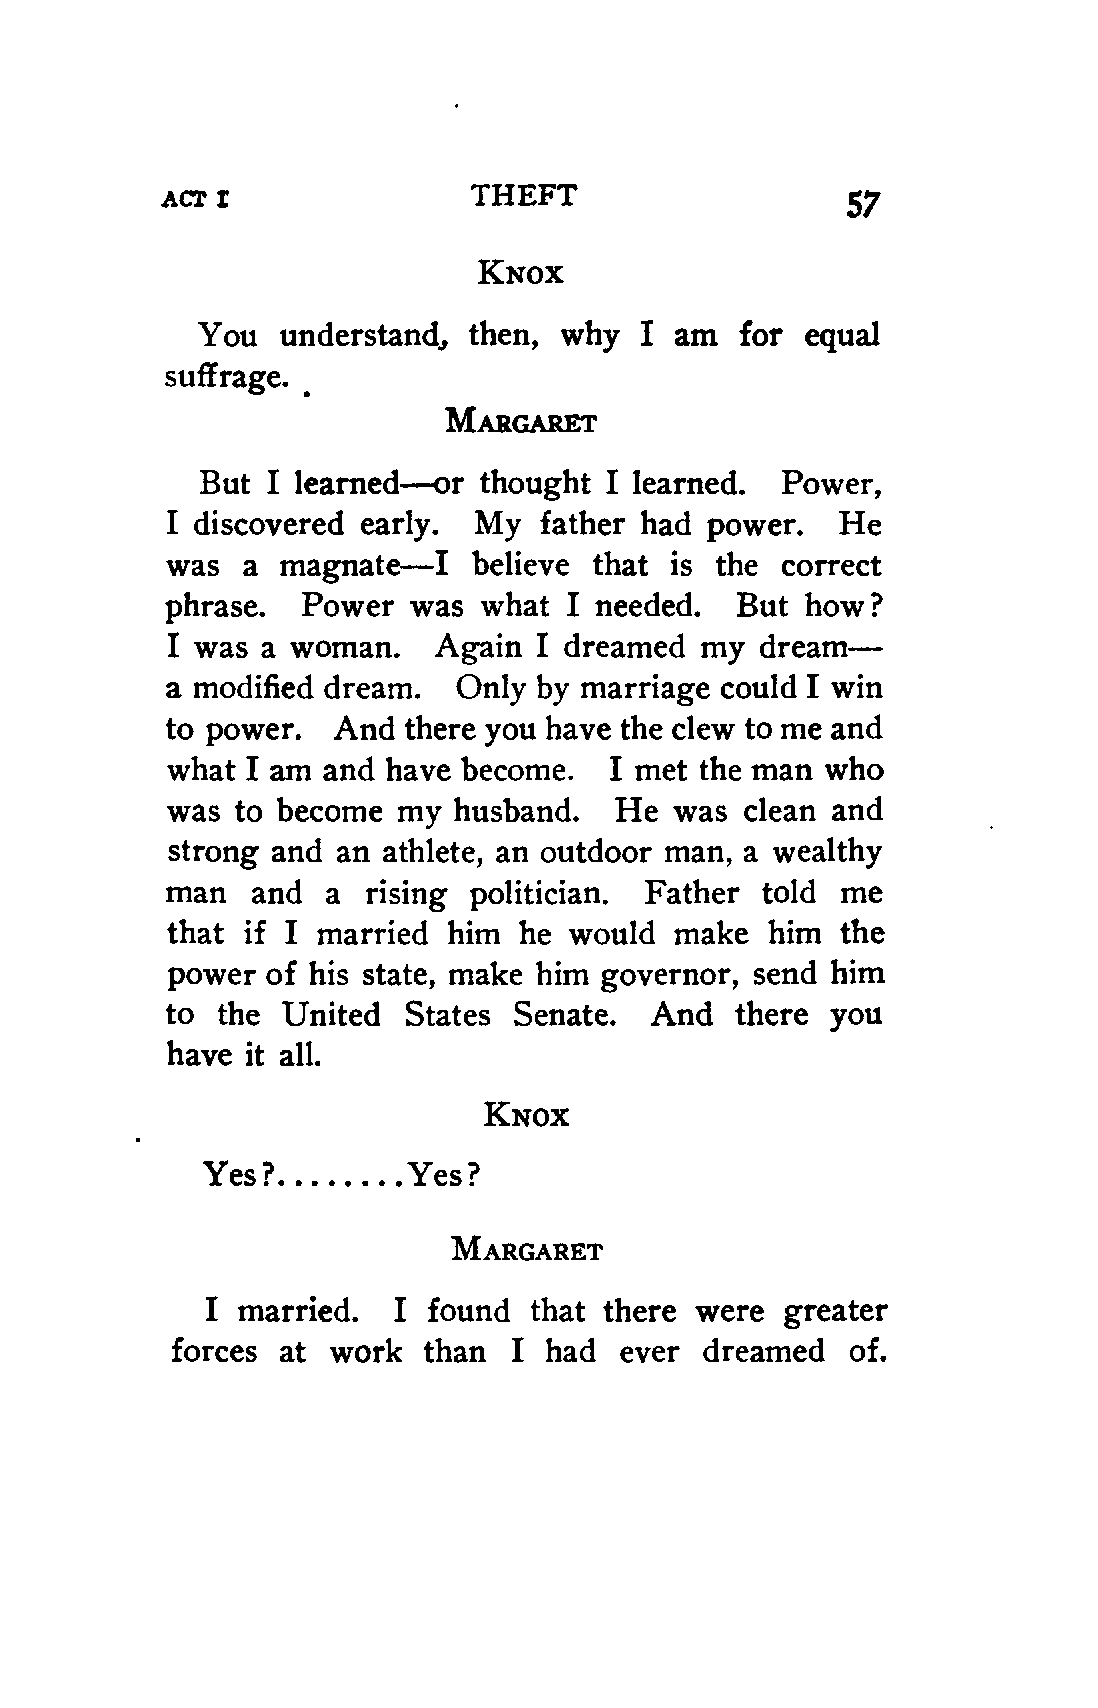 ACT I THEFT 57
KNOX
You understand, then, why I am for equal
suffrage.
MARGARET
But I learned—or thought I learned. Power,
I discovered early. My father had power. He
was a magnate—I believe that is the correct
phrase. Power was what I needed. But how?
I was a woman. Again I dreamed my dream—
a modified dream. Only by marriage could I win
to power. And there you have the clew to me and
what I am and have become. I met the man who
was to become my husband. He was clean and
strong and an athlete, an outdoor man, a wealthy
man and a rising politician. Father told me
that if I married him he would make him the
power of his state, make him governor, send him
to the United States Senate. And there you
have it all.
KNOX
Yes?........Yes?
MARGARET
I married. I found that there were greater
forces at work than I had ever dreamed of.